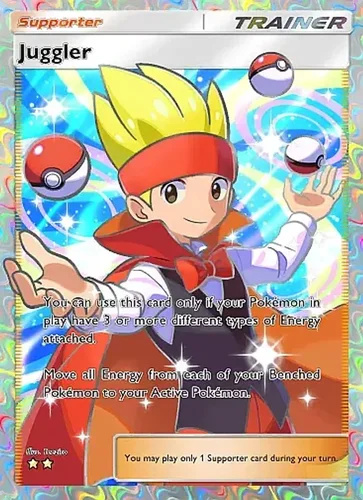 Supporter
TRAINER
Juggler
You can use this card only if your Pokémon in
play have 3 or more different types of Energy
attached.
Move all Energy from each of your Benched
Pokémon to your Active Pokémon.
You may play only 1 Supporter card during your turn.